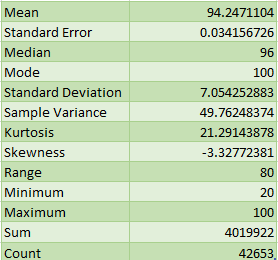 Mean 94.2471104
Standard Error 0.034156726
Median 96
Mode 100
Standard Deviation 7.054252883
Sample Variance 49.76248374
Kurtosis 21.29143878
Skewness -3.32772381
Range 80
Minimum 20
Maximum 100
Sum 4019922
Count 42653